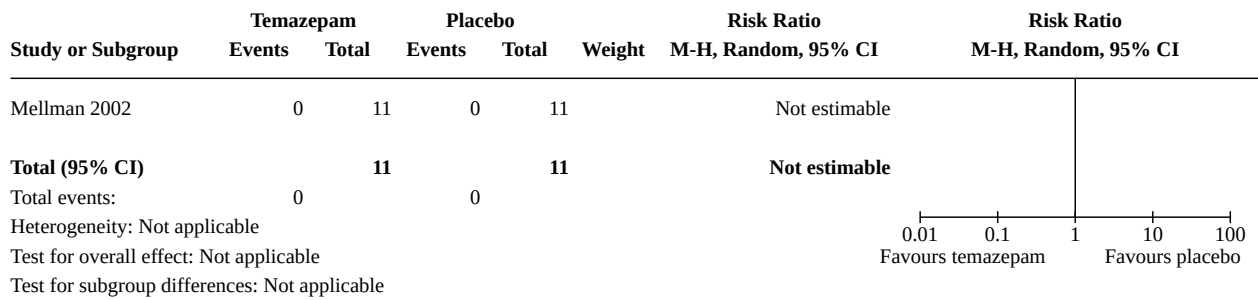 Temazepam Placebo Risk Ratio Risk Ratio
Study or Subgroup Events Total Events Total Weight M-H, Random, 95% CI M-H, Random, 95% CI
Mellman 2002 0 11 0 11 Not estimable
Total (95% CI) 11 11 Not estimable
Total events: 0 0
Heterogeneity: Not applicable
Test for overall effect: Not applicable
Test for subgroup differences: Not applicable
0.01 0.1 1 10 100
Favours temazepam Favours placebo